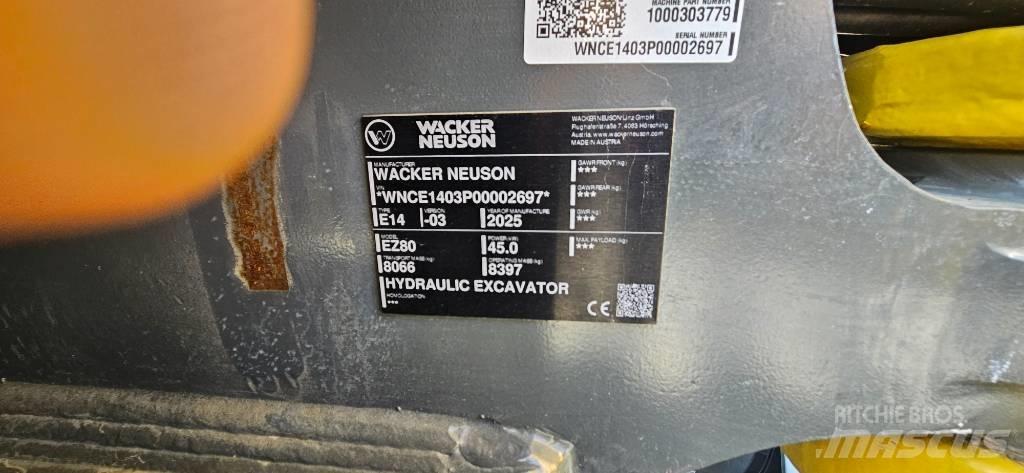 MACHINE PART NUMBER
1000303779
SERIAL NUMBER
WNCE1403P00002697
WACKER
NEUSON
WACKER NEUSON Linz GmbH
Flughafenstraße 7, 4063 Hörsching
Austria, www.wackerneuson.com
MADE IN AUSTRIA
MANUFACTURER
WACKER NEUSON
VIN
*WNCE1403P00002697*
TYPE VERSION YEAR OF MANUFACTURE
E14 -03 2025
MODEL POWER (kW)
EZ80 45.0
TRANSPORT MASS (kg) OPERATING MASS (kg)
8066 8397
HYDRAULIC EXCAVATOR
HOMOLOGATION
***
GAWR FRONT (kg)
***
GAWR REAR (kg)
***
GWR (kg)
***
MAX. PAYLOAD (kg)
***
CE
RITCHIE BROS.
MASCUS